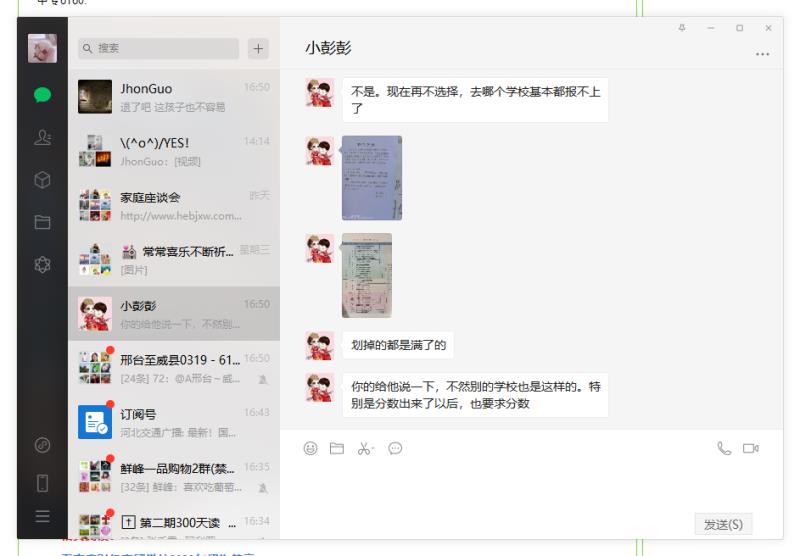 搜索
JhonGuo
16:50
退了吧 这孩子也不容易
\(^o^)/YES!
14:14
JhonGuo: [视频]
家庭座谈会
昨天
http://www.hebjxw.com...
常常喜乐不断祈...
星期三
[图片]
小彭彭
16:50
你的给他说一下，不然别...
邢台至威县0319 - 61...
16:50
[24条] 72：@A邢台～威...
订阅号
16:43
河北交通广播: 最新！国...
鲜峰一品购物2群(禁...
16:35
[32条] 鲜峰：喜欢吃葡萄...
第二期300天读 ...
16:34
小彭彭
不是。现在再不选择，去哪个学校基本都报不上
了
划掉的都是满了的
你的给他说一下，不然别的学校也是这样的。特
别是分数出来了以后，也要求分数
发送(S)